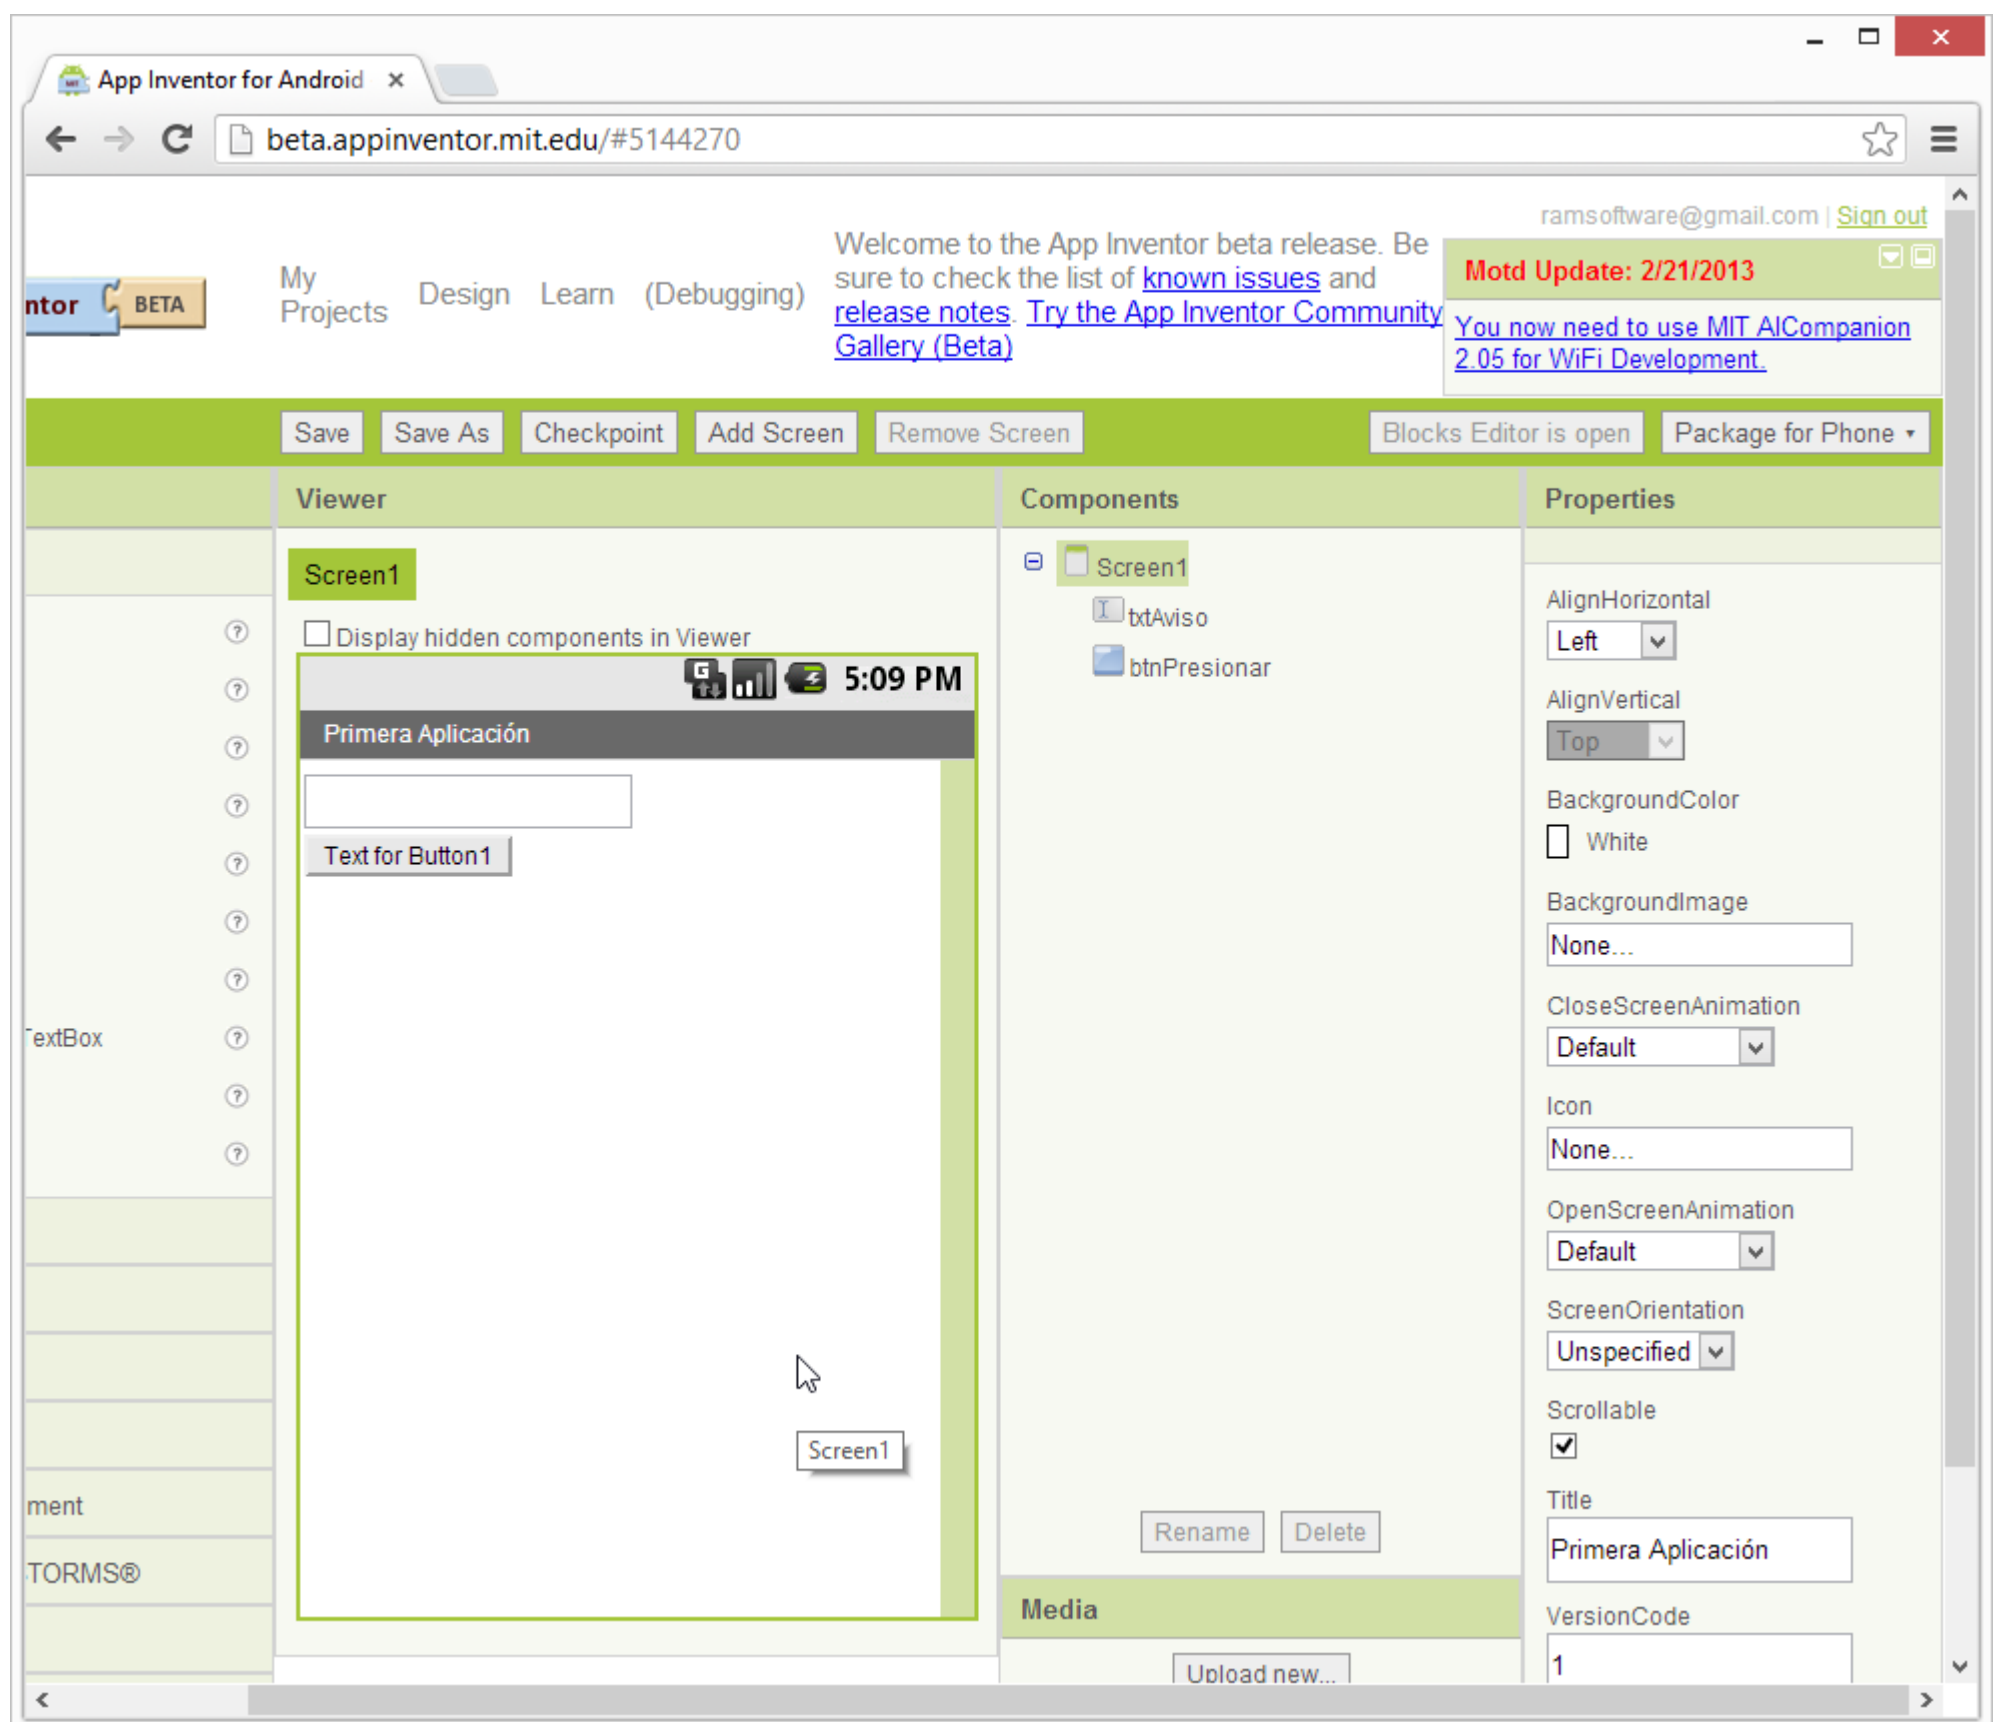 App Inventor for Android
beta.appinventor.mit.edu/#5144270
ramsoftware@gmail.com | Sign out
ntor BETA
My Projects
Design
Learn
(Debugging)
Welcome to the App Inventor beta release. Be
sure to check the list of known issues and
release notes. Try the App Inventor Community
Gallery (Beta)
Motd Update: 2/21/2013
You now need to use MIT AICompanion
2.05 for WiFi Development.
Save
Save As
Checkpoint
Add Screen
Remove Screen
Blocks Editor is open
Package for Phone
Viewer
Components
Properties
TextBox
ment
TORMS®
Screen1
Display hidden components in Viewer
5:09 PM
Primera Aplicación
Text for Button1
Screen1
Screen1
txtAviso
btnPresionar
Rename
Delete
Media
Upload new...
AlignHorizontal
Left
AlignVertical
Top
BackgroundColor
White
BackgroundImage
None...
CloseScreenAnimation
Default
Icon
None...
OpenScreenAnimation
Default
ScreenOrientation
Unspecified
Scrollable
Title
Primera Aplicación
VersionCode
1